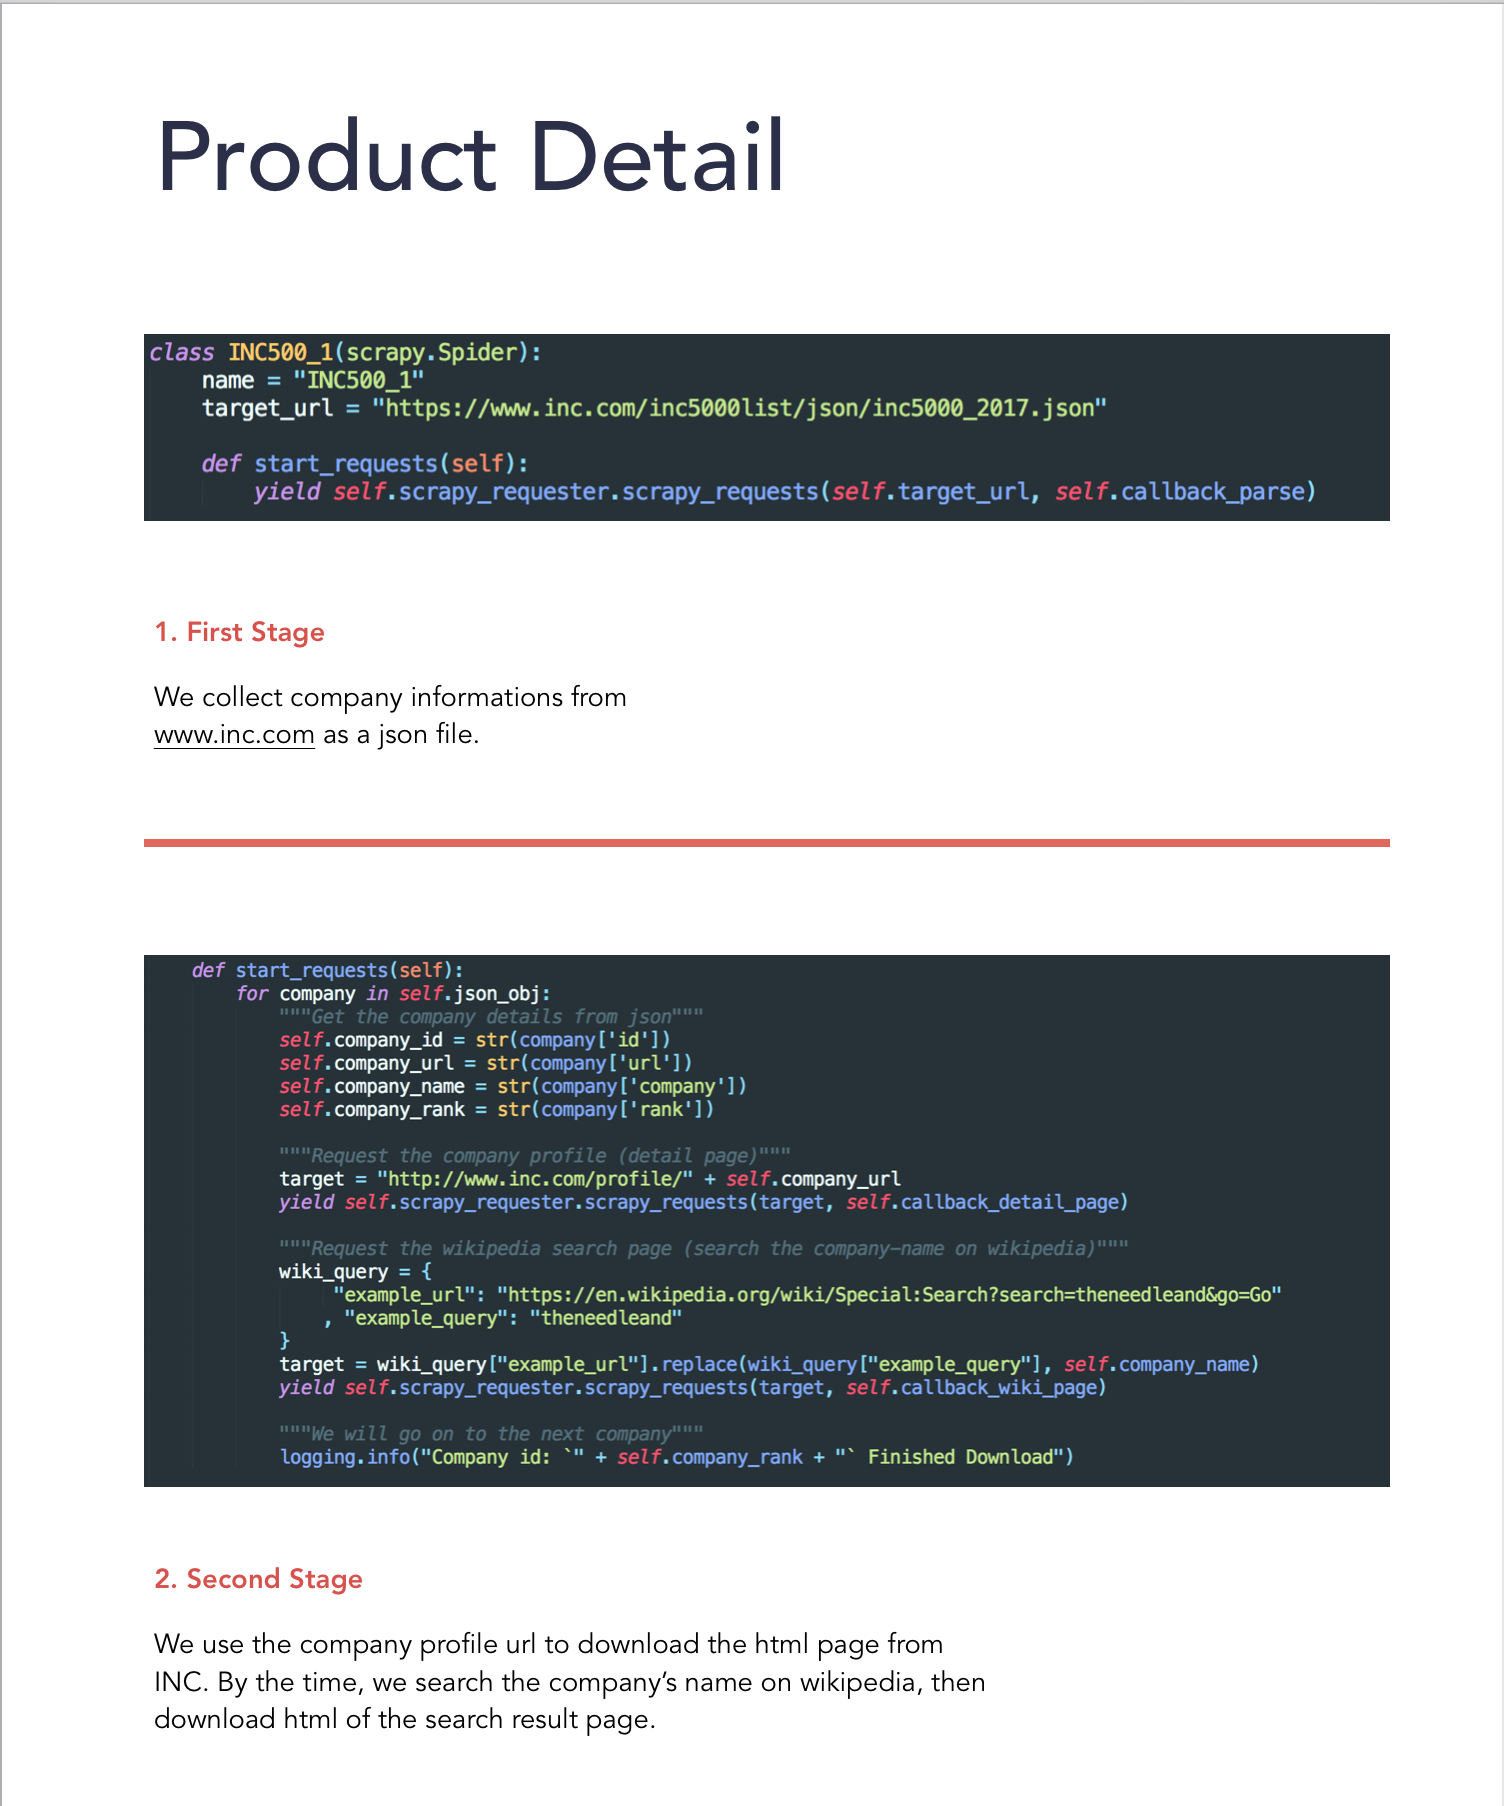 Product Detail
class INC500_1(scrapy.Spider):
    name = "INC500_1"
    target_url = "https://www.inc.com/inc5000list/json/inc5000_2017.json"
    def start_requests(self):
        yield self.scrapy_requester.scrapy_requests(self.target_url, self.callback_parse)
1. First Stage
We collect company informations from
www.inc.com as a json file.
    def start_requests(self):
        for company in self.json_obj:
            """Get the company details from json"""
            self.company_id = str(company['id'])
            self.company_url = str(company['url'])
            self.company_name = str(company['company'])
            self.company_rank = str(company['rank'])
            """Request the company profile (detail page)"""
            target = "http://www.inc.com/profile/" + self.company_url
            yield self.scrapy_requester.scrapy_requests(target, self.callback_detail_page)
            """Request the wikipedia search page (search the company-name on wikipedia)"""
            wiki_query = {
                 "example_url": "https://en.wikipedia.org/wiki/Special:Search?search=theneedleand&go=Go"
                , "example_query": "theneedleand"
            }
            target = wiki_query["example_url"].replace(wiki_query["example_query"], self.company_name)
            yield self.scrapy_requester.scrapy_requests(target, self.callback_wiki_page)
            """We will go on to the next company"""
            logging.info("Company id: `" + self.company_rank + "` Finished Download")
2. Second Stage
We use the company profile url to download the html page from
INC. By the time, we search the company’s name on wikipedia, then
download html of the search result page.